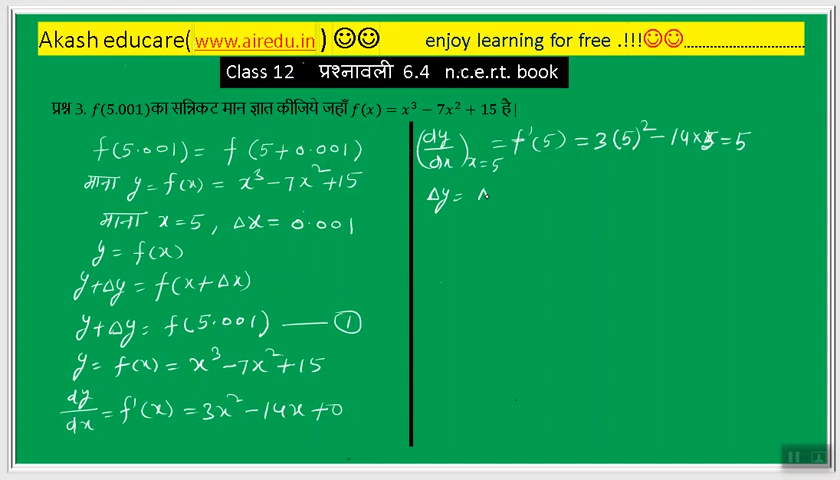 Akash educare( www.airedu.in ) ☺☺ enjoy learning for free .!!!☺☺.................................
Class 12 प्रश्नावली 6.4 n.c.e.r.t. book
प्रश्न 3. f(5.001)का सन्निकट मान ज्ञात कीजिये जहाँ f(x) = x³ − 7x² + 15 है|
f(5.001) = f(5+0.001)
माना y = f(x) = x³ − 7x² + 15
माना x = 5, Δx = 0.001
y = f(x)
y + Δy = f(x + Δx)
y + Δy = f(5.001) —— ①
y = f(x) = x³ − 7x² + 15
dy/dx = f'(x) = 3x² − 14x + 0
(dy/dx)x=5 = f'(5) = 3(5)² − 14×5 = 5
Δy = Δ